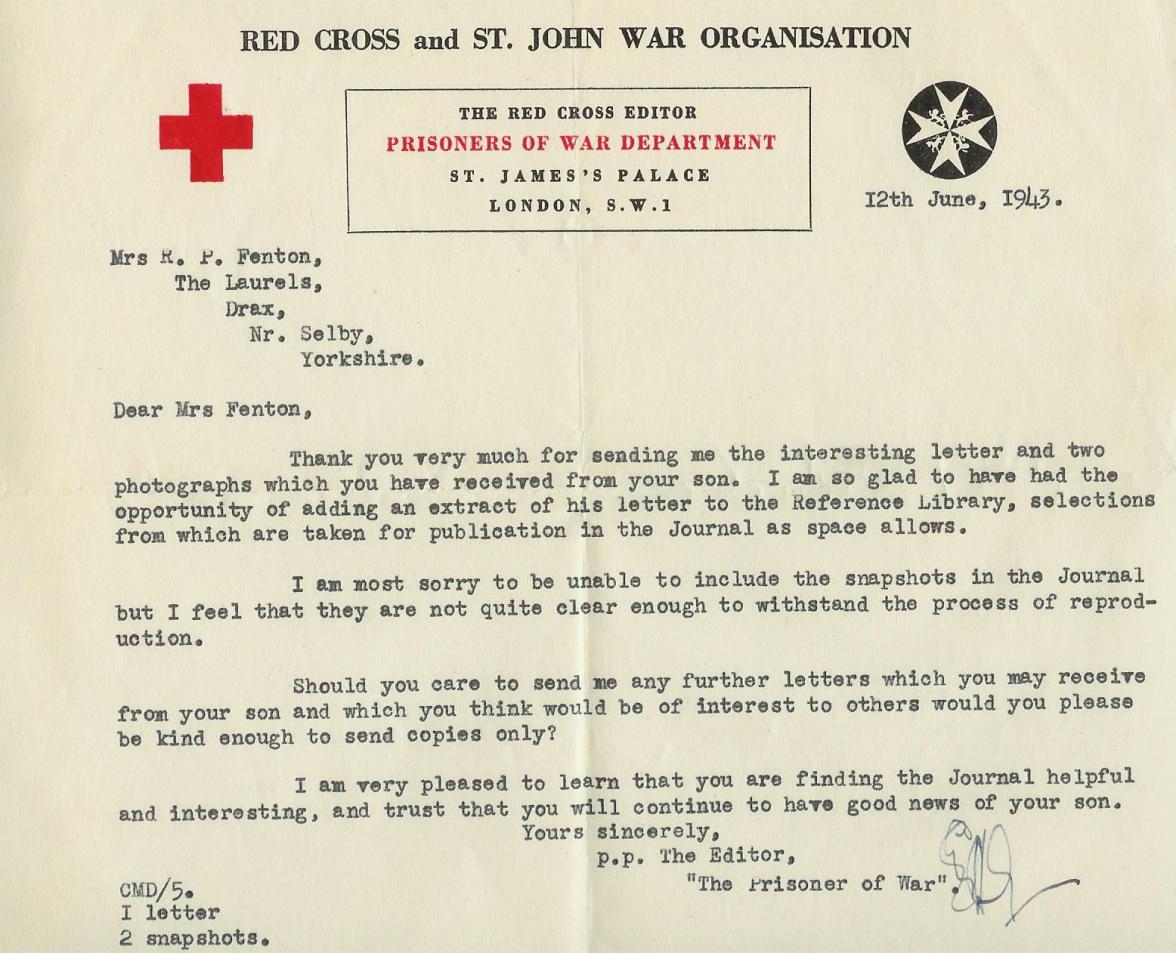 RED CROSS and ST. JOHN WAR ORGANISATION
THE RED CROSS EDITOR
PRISONERS OF WAR DEPARTMENT
ST. JAMES'S PALACE
LONDON, S.W.1
12th June, 1943.
Mrs R. P. Fenton,
The Laurels,
Drax,
Nr. Selby,
Yorkshire.
Dear Mrs Fenton,
Thank you very much for sending me the interesting letter and two
photographs which you have received from your son. I am so glad to have had the
opportunity of adding an extract of his letter to the Reference Library, selections
from which are taken for publication in the Journal as space allows.
I am most sorry to be unable to include the snapshots in the Journal
but I feel that they are not quite clear enough to withstand the process of reprod-
uction.
Should you care to send me any further letters which you may receive
from your son and which you think would be of interest to others would you please
be kind enough to send copies only?
I am very pleased to learn that you are finding the Journal helpful
and interesting, and trust that you will continue to have good news of your son.
Yours sincerely,
p.p. The Editor,
"The Prisoner of War".
CMD/5.
I letter
2 snapshots.